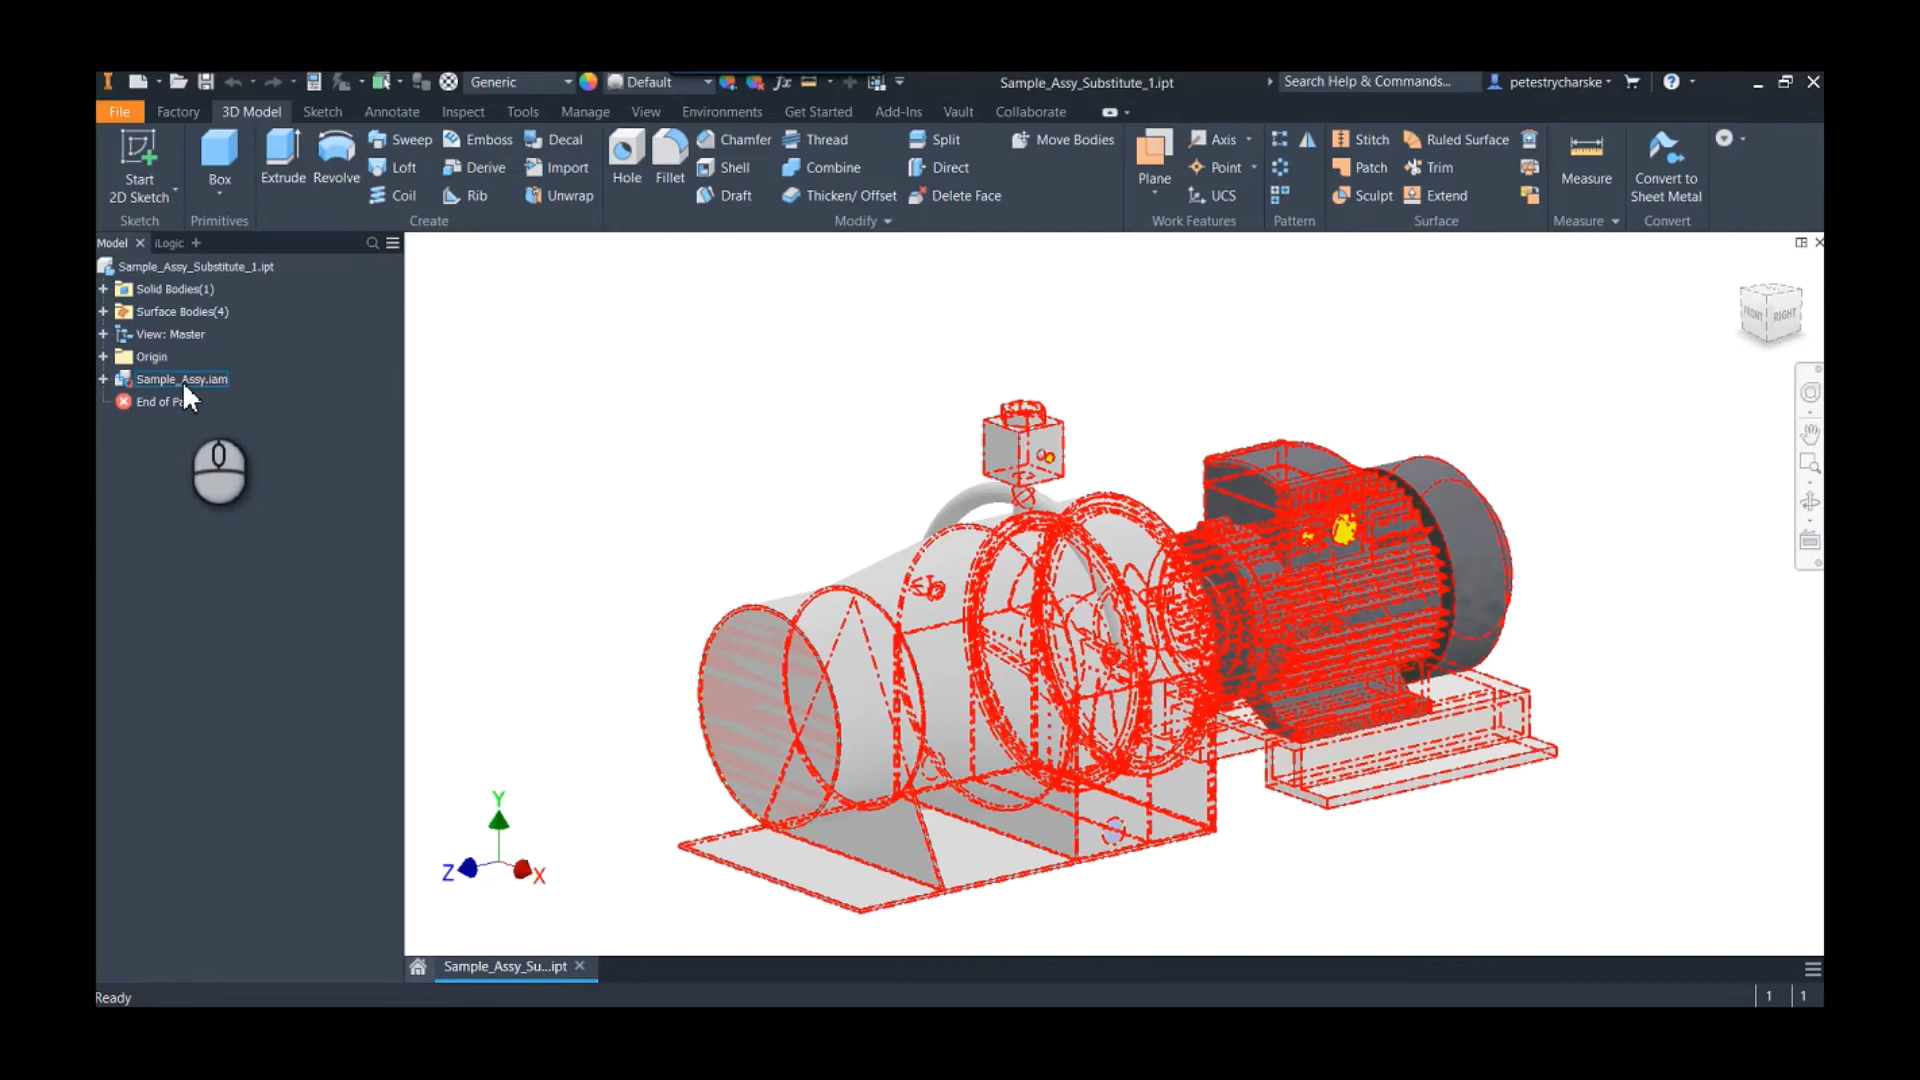 Generic
Default
Sample_Assy_Substitute_1.ipt
Search Help & Commands...
petestrycharske
File
Factory
3D Model
Sketch
Annotate
Inspect
Tools
Manage
View
Environments
Get Started
Add-Ins
Vault
Collaborate
Start
2D Sketch
Box
Extrude
Revolve
Sweep
Loft
Coil
Emboss
Derive
Rib
Decal
Import
Unwrap
Hole
Fillet
Chamfer
Shell
Draft
Thread
Combine
Thicken/ Offset
Split
Direct
Delete Face
Move Bodies
Plane
Axis
Point
UCS
Stitch
Patch
Sculpt
Ruled Surface
Trim
Extend
Measure
Convert to
Sheet Metal
Sketch
Primitives
Create
Modify
Work Features
Pattern
Surface
Measure
Convert
Model
iLogic
Sample_Assy_Substitute_1.ipt
Solid Bodies(1)
Surface Bodies(4)
View: Master
Origin
Sample_Assy.iam
End of
FRONT
RIGHT
Y
Z
X
Sample_Assy_Su...ipt
Ready
1
1